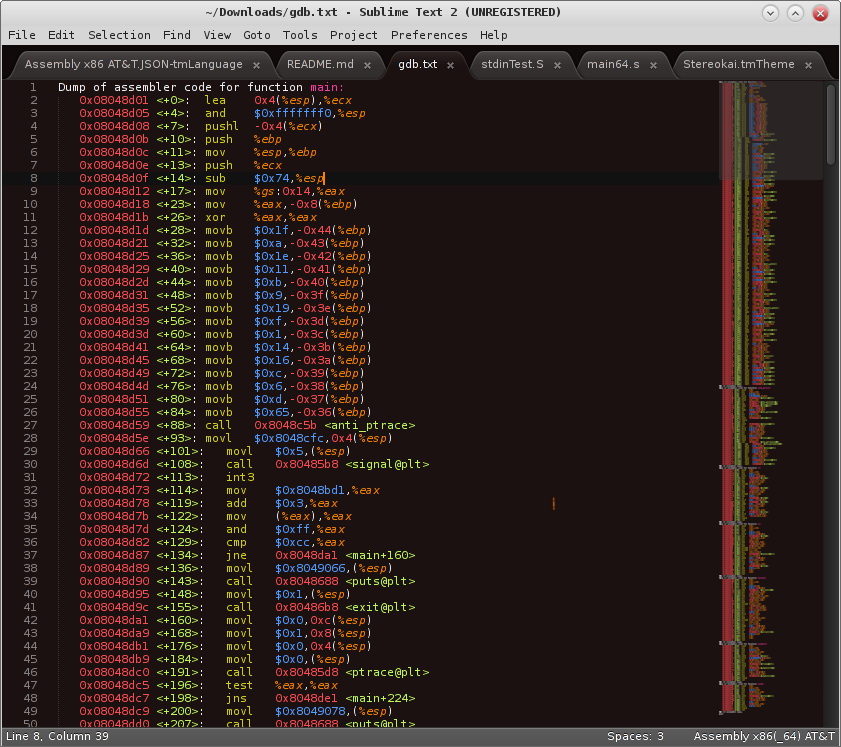 ~/Downloads/gdb.txt - Sublime Text 2 (UNREGISTERED)
File Edit Selection Find View Goto Tools Project Preferences Help
Assembly x86 AT&T.JSON-tmLanguage × README.md × gdb.txt × stdinTest.S × main64.s × Stereokai.tmTheme ×
1 Dump of assembler code for function main:
2 0x08048d01 <+0>: lea 0x4(%esp),%ecx
3 0x08048d05 <+4>: and $0xfffffff0,%esp
4 0x08048d08 <+7>: pushl -0x4(%ecx)
5 0x08048d0b <+10>: push %ebp
6 0x08048d0c <+11>: mov %esp,%ebp
7 0x08048d0e <+13>: push %ecx
8 0x08048d0f <+14>: sub $0x74,%esp
9 0x08048d12 <+17>: mov %gs:0x14,%eax
10 0x08048d18 <+23>: mov %eax,-0x8(%ebp)
11 0x08048d1b <+26>: xor %eax,%eax
12 0x08048d1d <+28>: movb $0x1f,-0x44(%ebp)
13 0x08048d21 <+32>: movb $0xa,-0x43(%ebp)
14 0x08048d25 <+36>: movb $0x1e,-0x42(%ebp)
15 0x08048d29 <+40>: movb $0x11,-0x41(%ebp)
16 0x08048d2d <+44>: movb $0xb,-0x40(%ebp)
17 0x08048d31 <+48>: movb $0x9,-0x3f(%ebp)
18 0x08048d35 <+52>: movb $0x19,-0x3e(%ebp)
19 0x08048d39 <+56>: movb $0xf,-0x3d(%ebp)
20 0x08048d3d <+60>: movb $0x1,-0x3c(%ebp)
21 0x08048d41 <+64>: movb $0x14,-0x3b(%ebp)
22 0x08048d45 <+68>: movb $0x16,-0x3a(%ebp)
23 0x08048d49 <+72>: movb $0xc,-0x39(%ebp)
24 0x08048d4d <+76>: movb $0x6,-0x38(%ebp)
25 0x08048d51 <+80>: movb $0xd,-0x37(%ebp)
26 0x08048d55 <+84>: movb $0x65,-0x36(%ebp)
27 0x08048d59 <+88>: call 0x8048c5b <anti_ptrace>
28 0x08048d5e <+93>: movl $0x8048cfc,0x4(%esp)
29 0x08048d66 <+101>: movl $0x5,(%esp)
30 0x08048d6d <+108>: call 0x80485b8 <signal@plt>
31 0x08048d72 <+113>: int3
32 0x08048d73 <+114>: mov $0x8048bd1,%eax
33 0x08048d78 <+119>: add $0x3,%eax
34 0x08048d7b <+122>: mov (%eax),%eax
35 0x08048d7d <+124>: and $0xff,%eax
36 0x08048d82 <+129>: cmp $0xcc,%eax
37 0x08048d87 <+134>: jne 0x8048da1 <main+160>
38 0x08048d89 <+136>: movl $0x8049066,(%esp)
39 0x08048d90 <+143>: call 0x8048688 <puts@plt>
40 0x08048d95 <+148>: movl $0x1,(%esp)
41 0x08048d9c <+155>: call 0x80486b8 <exit@plt>
42 0x08048da1 <+160>: movl $0x0,0xc(%esp)
43 0x08048da9 <+168>: movl $0x1,0x8(%esp)
44 0x08048db1 <+176>: movl $0x0,0x4(%esp)
45 0x08048db9 <+184>: movl $0x0,(%esp)
46 0x08048dc0 <+191>: call 0x80485d8 <ptrace@plt>
47 0x08048dc5 <+196>: test %eax,%eax
48 0x08048dc7 <+198>: jns 0x8048de1 <main+224>
49 0x08048dc9 <+200>: movl $0x8049078,(%esp)
50 0x08048dd0 <+207>: call 0x8048688 <puts@plt>
Line 8, Column 39 Spaces: 3 Assembly x86(_64) AT&T